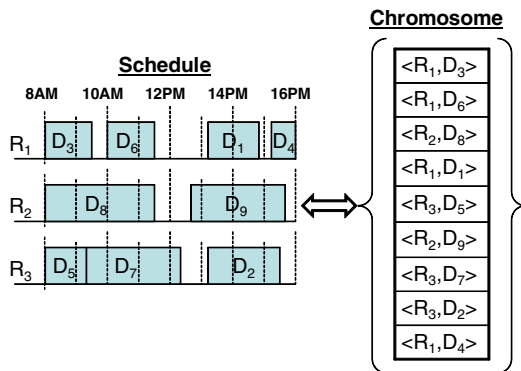 Chromosome
Schedule
8AM 10AM 12PM 14PM 16PM
R1 D3 D6 D1 D4
R2 D8 D9
R3 D5 D7 D2
<R1,D3>
<R1,D6>
<R2,D8>
<R1,D1>
<R3,D5>
<R2,D9>
<R3,D7>
<R3,D2>
<R1,D4>